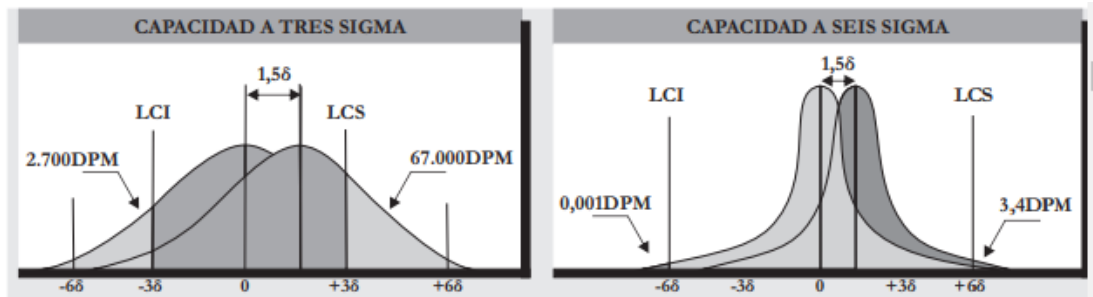 CAPACIDAD A TRES SIGMA
1,5δ
LCI
LCS
2.700DPM
67.000DPM
-6δ
-3δ
0
+3δ
+6δ
CAPACIDAD A SEIS SIGMA
1,5δ
LCI
LCS
0,001DPM
3,4DPM
-6δ
-3δ
0
+3δ
+6δ